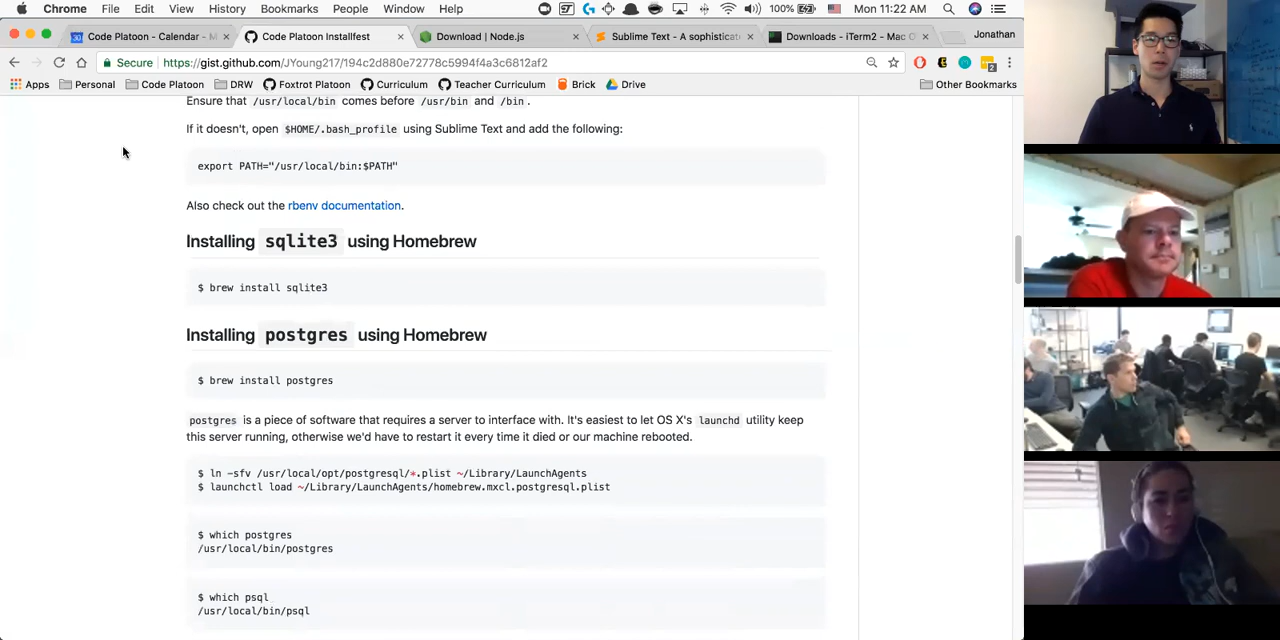 Chrome File Edit View History Bookmarks People Window Help 100% Mon 11:22 AM
Code Platoon - Calendar - M Code Platoon Installfest Download | Node.js Sublime Text - A sophisticat Downloads - iTerm2 - Mac O Jonathan
Secure https://gist.github.com/JYoung217/194c2d880e72778c5994f4a3c6812af2
Apps Personal Code Platoon DRW Foxtrot Platoon Curriculum Teacher Curriculum Brick Drive Other Bookmarks
Ensure that /usr/local/bin comes before /usr/bin and /bin .
If it doesn't, open $HOME/.bash_profile using Sublime Text and add the following:
export PATH="/usr/local/bin:$PATH"
Also check out the rbenv documentation.
Installing sqlite3 using Homebrew
$ brew install sqlite3
Installing postgres using Homebrew
$ brew install postgres
postgres is a piece of software that requires a server to interface with. It's easiest to let OS X's launchd utility keep
this server running, otherwise we'd have to restart it every time it died or our machine rebooted.
$ ln -sfv /usr/local/opt/postgresql/*.plist ~/Library/LaunchAgents
$ launchctl load ~/Library/LaunchAgents/homebrew.mxcl.postgresql.plist
$ which postgres
/usr/local/bin/postgres
$ which psql
/usr/local/bin/psql